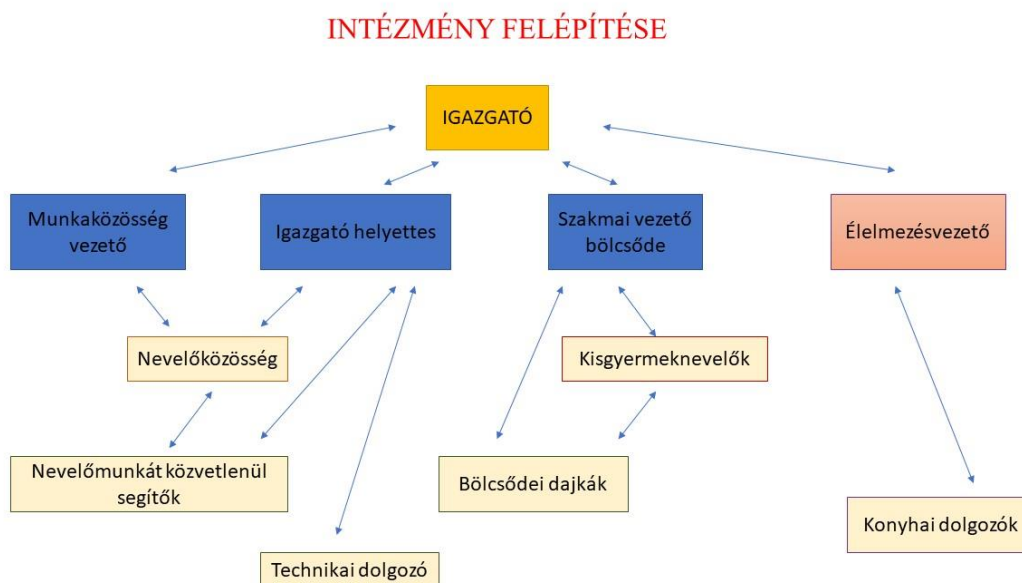 INTÉZMÉNY FELÉPÍTÉSE
IGAZGATÓ
Munkaközösség
vezető
Igazgató helyettes
Szakmai vezető
bölcsőde
Élelmezésvezető
Nevelőközösség
Kisgyermeknevelők
Nevelőmunkát közvetlenül
segítők
Bölcsődei dajkák
Konyhai dolgozók
Technikai dolgozó